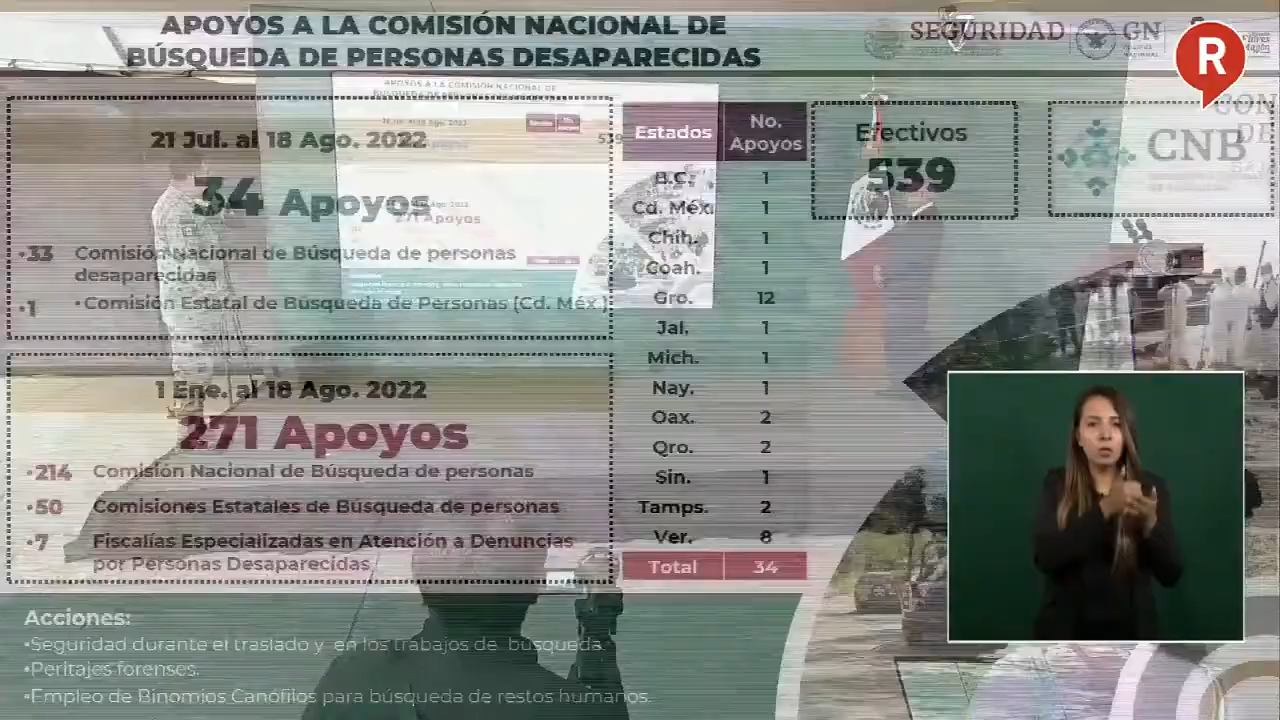 APOYOS A LA COMISIÓN NACIONAL DE
BÚSQUEDA DE PERSONAS DESAPARECIDAS
SEGURIDAD
GN
R
21 Jul. al 18 Ago. 2022
34 Apoyos
•33 Comisión Nacional de Búsqueda de personas
desaparecidas
•1 •Comisión Estatal de Búsqueda de Personas (Cd. Méx.)
1 Ene. al 18 Ago. 2022
271 Apoyos
•214 Comisión Nacional de Búsqueda de personas
•50 Comisiones Estatales de Búsqueda de personas
•7 Fiscalías Especializadas en Atención a Denuncias
por Personas Desaparecidas
Estados No. Apoyos
B.C. 1
Cd. Méx. 1
Chih. 1
Coah. 1
Gro. 12
Jal. 1
Mich. 1
Nay. 1
Oax. 2
Qro. 2
Sin. 1
Tamps. 2
Ver. 8
Total 34
Efectivos
539
CNB
Acciones:
•Seguridad durante el traslado y en los trabajos de búsqueda.
•Peritajes forenses.
•Empleo de Binomios Canófilos para búsqueda de restos humanos.